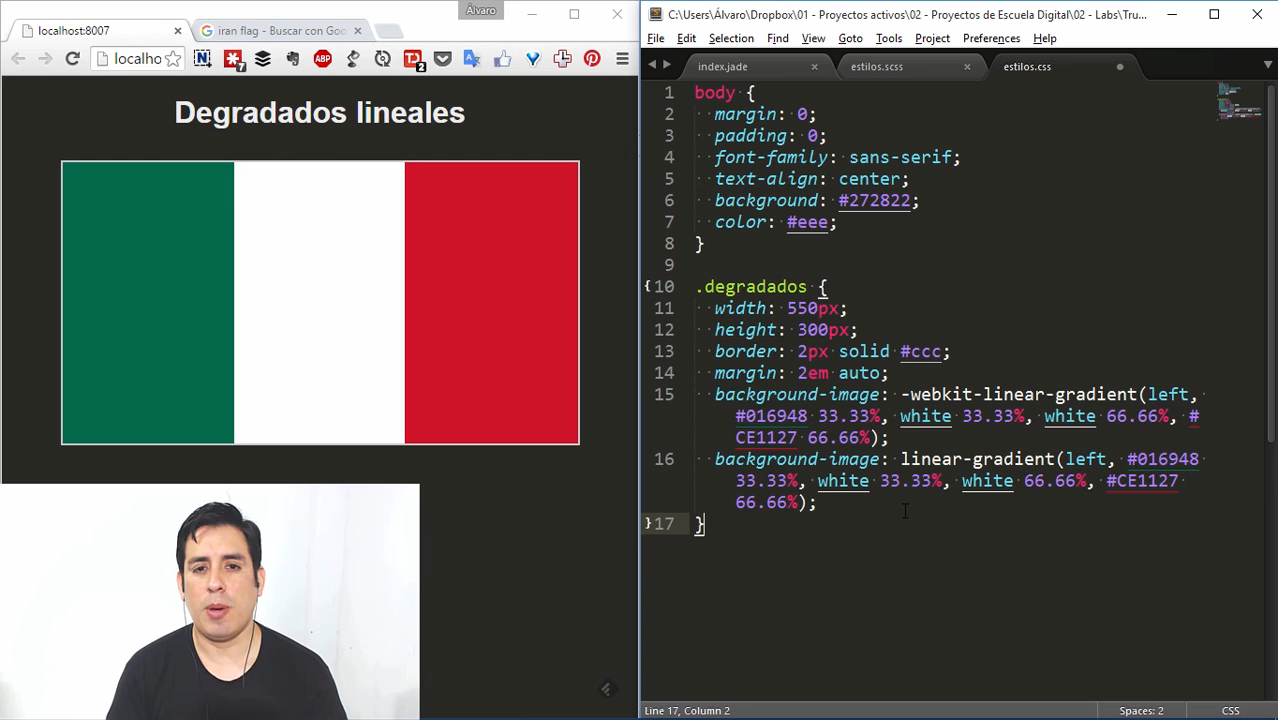 Álvaro
localhost:8007
iran flag - Buscar con Goo
localho
7
ABP
2
Degradados lineales
C:\Users\Álvaro\Dropbox\01 - Proyectos activos\02 - Proyectos de Escuela Digital\02 - Labs\Tru...
File Edit Selection Find View Goto Tools Project Preferences Help
index.jade
estilos.scss
estilos.css
1 body {
2 margin: 0;
3 padding: 0;
4 font-family: sans-serif;
5 text-align: center;
6 background: #272822;
7 color: #eee;
8 }
9
10 .degradados {
11 width: 550px;
12 height: 300px;
13 border: 2px solid #ccc;
14 margin: 2em auto;
15 background-image: -webkit-linear-gradient(left,
#016948 33.33%, white 33.33%, white 66.66%, #
CE1127 66.66%);
16 background-image: linear-gradient(left, #016948
33.33%, white 33.33%, white 66.66%, #CE1127
66.66%);
17 }
Line 17, Column 2
Spaces: 2
CSS